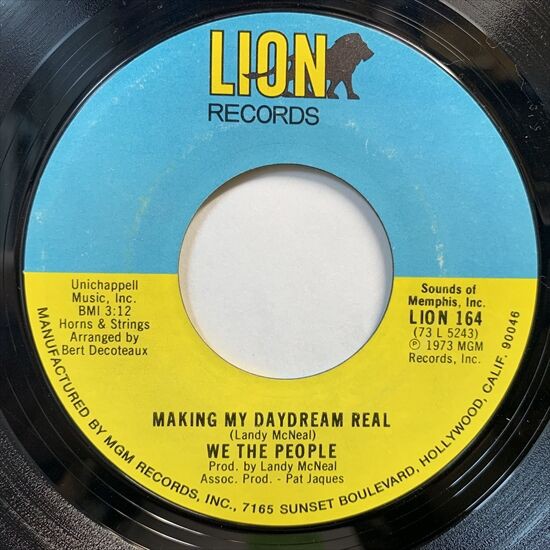 LION
RECORDS
Unichappell
Music, Inc.
BMI 3:12
Horns & Strings
Arranged by
Bert Decoteaux
Sounds of
Memphis, Inc.
LION 164
(73 L 5243)
Ⓟ 1973 MGM
Records, Inc.
MAKING MY DAYDREAM REAL
(Landy McNeal)
WE THE PEOPLE
Prod. by Landy McNeal
Assoc. Prod. - Pat Jaques
MANUFACTURED BY MGM RECORDS, INC., 7165 SUNSET BOULEVARD, HOLLYWOOD, CALIF. 90046